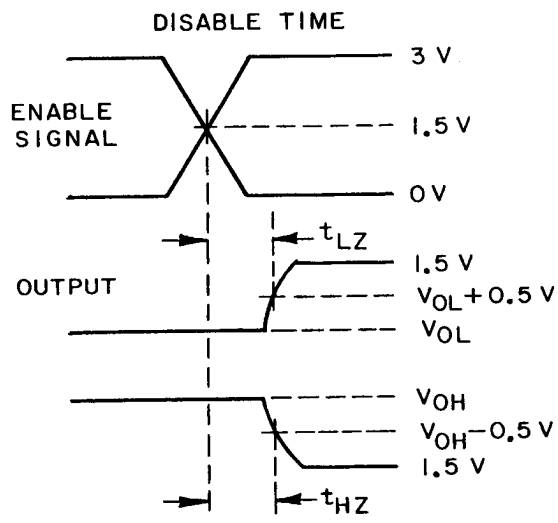 DISABLE TIME
3 V
ENABLE
SIGNAL
1.5 V
0 V
tLZ
OUTPUT
1.5 V
VOL+0.5 V
VOL
VOH
VOH-0.5 V
1.5 V
tHZ